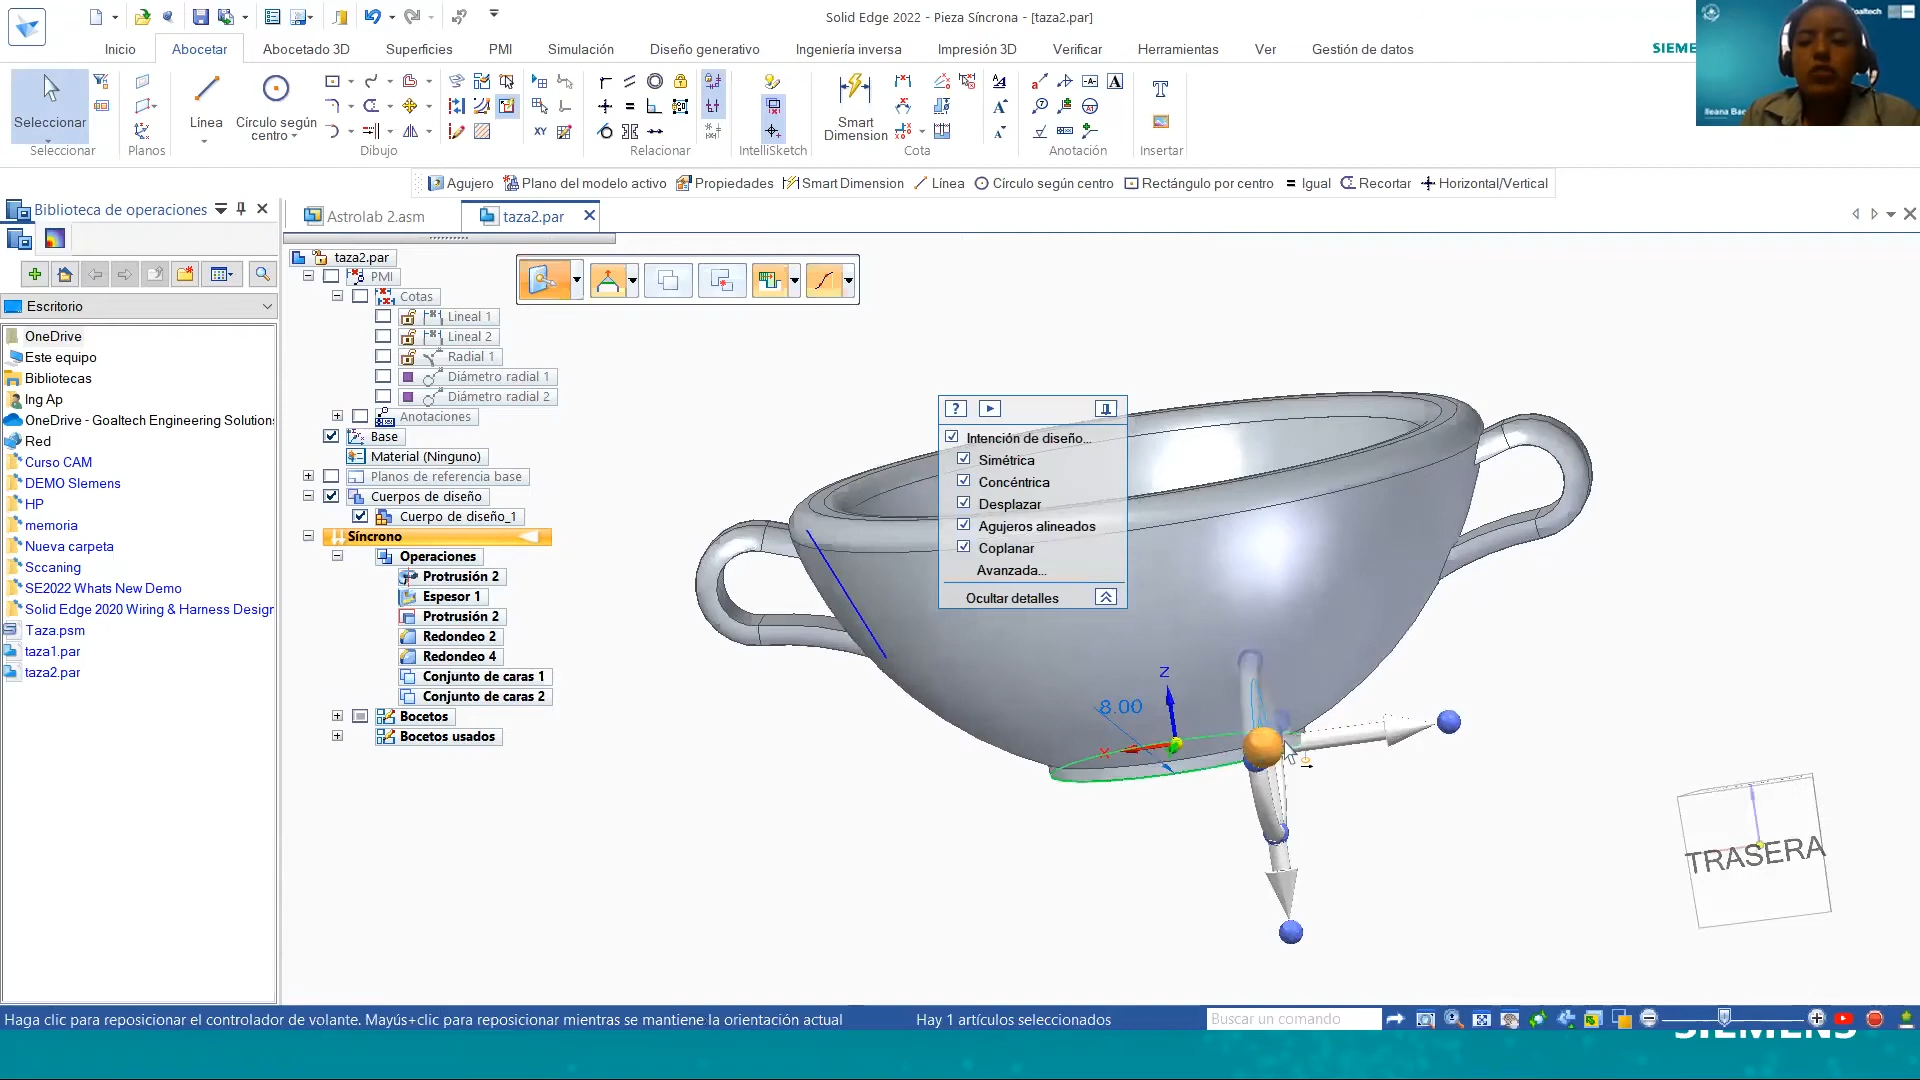 Solid Edge 2022 - Pieza Síncrona - [taza2.par]
Inicio
Abocetar
Abocetado 3D
Superficies
PMI
Simulación
Diseño generativo
Ingeniería inversa
Impresión 3D
Verificar
Herramientas
Ver
Gestión de datos
SIEME
Seleccionar
Línea
Círculo según centro
Smart Dimension
Seleccionar
Planos
Dibujo
Relacionar
IntelliSketch
Cota
Anotación
Insertar
Agujero
Plano del modelo activo
Propiedades
Smart Dimension
Línea
Círculo según centro
Rectángulo por centro
Igual
Recortar
Horizontal/Vertical
Biblioteca de operaciones
Astrolab 2.asm
taza2.par
Escritorio
OneDrive
Este equipo
Bibliotecas
Ing Ap
OneDrive - Goaltech Engineering Solution
Red
Curso CAM
DEMO SIemens
HP
memoria
Nueva carpeta
Sccaning
SE2022 Whats New Demo
Solid Edge 2020 Wiring & Harness Design
Taza.psm
taza1.par
taza2.par
taza2.par
PMI
Cotas
Lineal 1
Lineal 2
Radial 1
Diámetro radial 1
Diámetro radial 2
Anotaciones
Base
Material (Ninguno)
Planos de referencia base
Cuerpos de diseño
Cuerpo de diseño_1
Síncrono
Operaciones
Protrusión 2
Espesor 1
Protrusión 2
Redondeo 2
Redondeo 4
Conjunto de caras 1
Conjunto de caras 2
Bocetos
Bocetos usados
Intención de diseño...
Simétrica
Concéntrica
Desplazar
Agujeros alineados
Coplanar
Avanzada...
Ocultar detalles
8.00
Z
X
TRASERA
Haga clic para reposicionar el controlador de volante. Mayús+clic para reposicionar mientras se mantiene la orientación actual
Hay 1 artículos seleccionados
Buscar un comando
SIEMENS